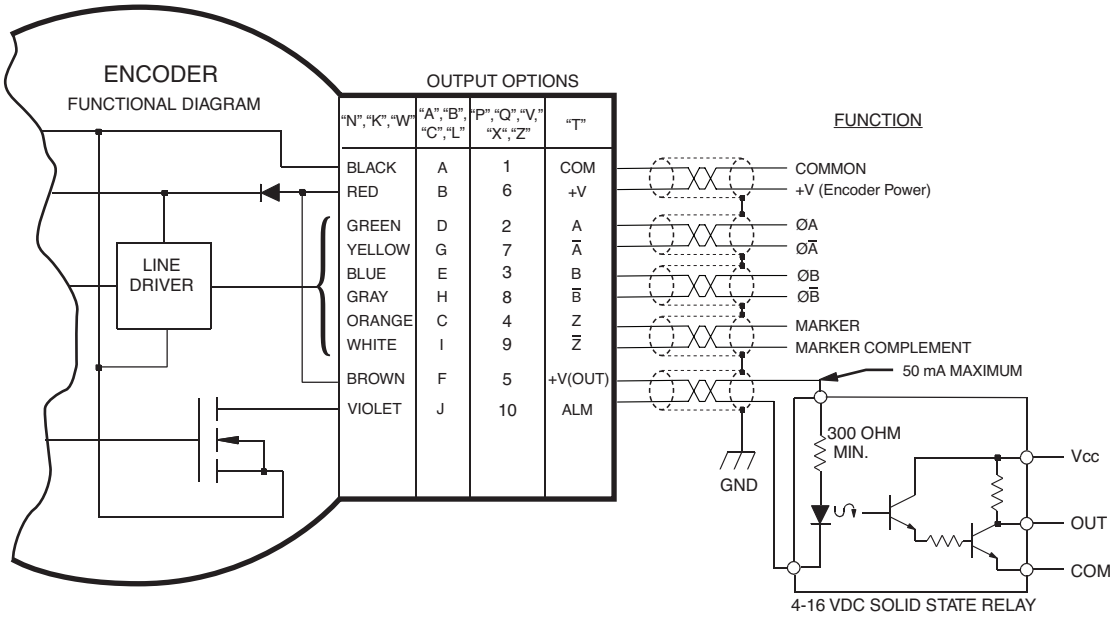 ENCODER
FUNCTIONAL DIAGRAM
OUTPUT OPTIONS
FUNCTION
"N","K","W" "A","B", "C","L" "P","Q","V," "X","Z" "T"
BLACK A 1 COM COMMON
RED B 6 +V +V (Encoder Power)
GREEN D 2 A ØA
YELLOW G 7 A̅ ØA̅
BLUE E 3 B ØB
GRAY H 8 B̅ ØB̅
ORANGE C 4 Z MARKER
WHITE I 9 Z̅ MARKER COMPLEMENT
BROWN F 5 +V(OUT) 50 mA MAXIMUM
VIOLET J 10 ALM
LINE
DRIVER
GND
300 OHM
MIN.
Vcc
OUT
COM
4-16 VDC SOLID STATE RELAY